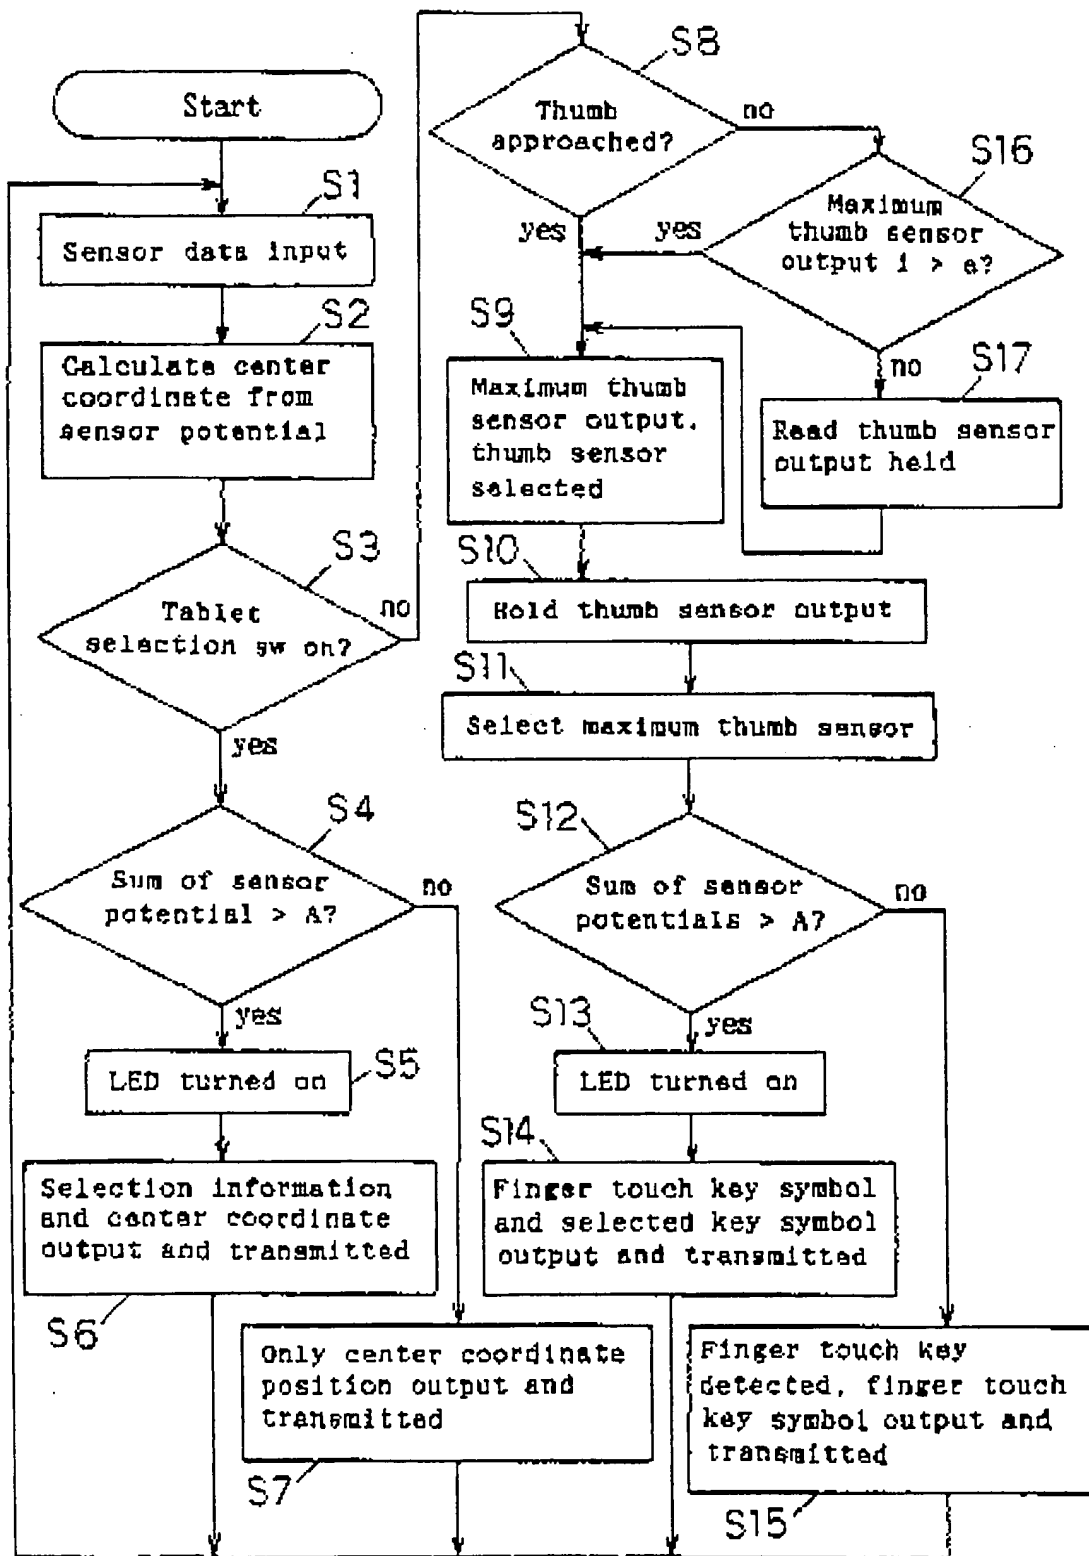 Start
S1
Sensor data input
S2
Calculate center
coordinate from
sensor potential
S3
Tablet
selection sw on?
no
yes
S4
Sum of sensor
potential > A?
no
yes
LED turned on
S5
Selection information
and center coordinate
output and transmitted
S6
Only center coordinate
position output and
transmitted
S7
S8
Thumb
approached?
no
yes
S16
Maximum
thumb sensor
output i > e?
yes
no
S17
Read thumb sensor
output held
S9
Maximum thumb
sensor output,
thumb sensor
selected
S10
Hold thumb sensor output
S11
Select maximum thumb sensor
S12
Sum of sensor
potentials > A?
no
yes
S13
LED turned on
S14
Finger touch key symbol
and selected key symbol
output and transmitted
Finger touch key
detected, finger touch
key symbol output and
transmitted
S15